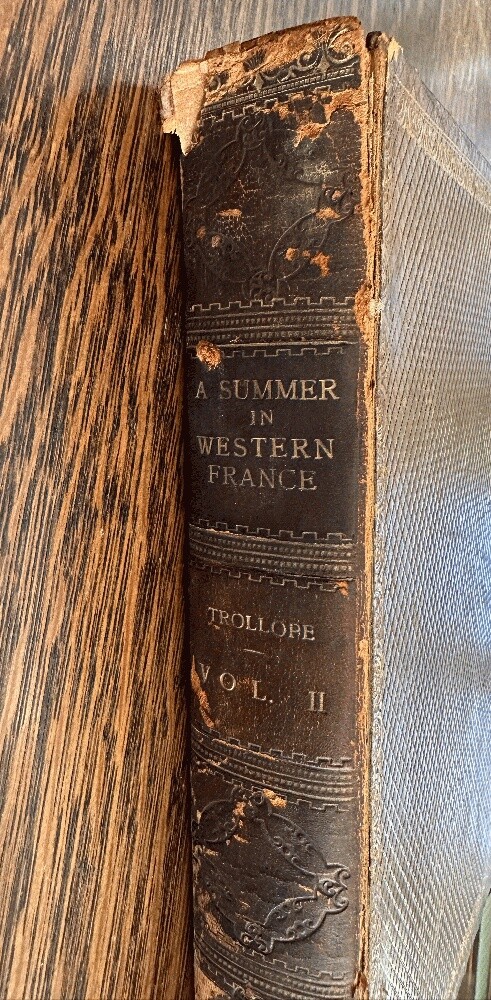 A SUMMER
IN
WESTERN
FRANCE
TROLLOPE
VOL. II